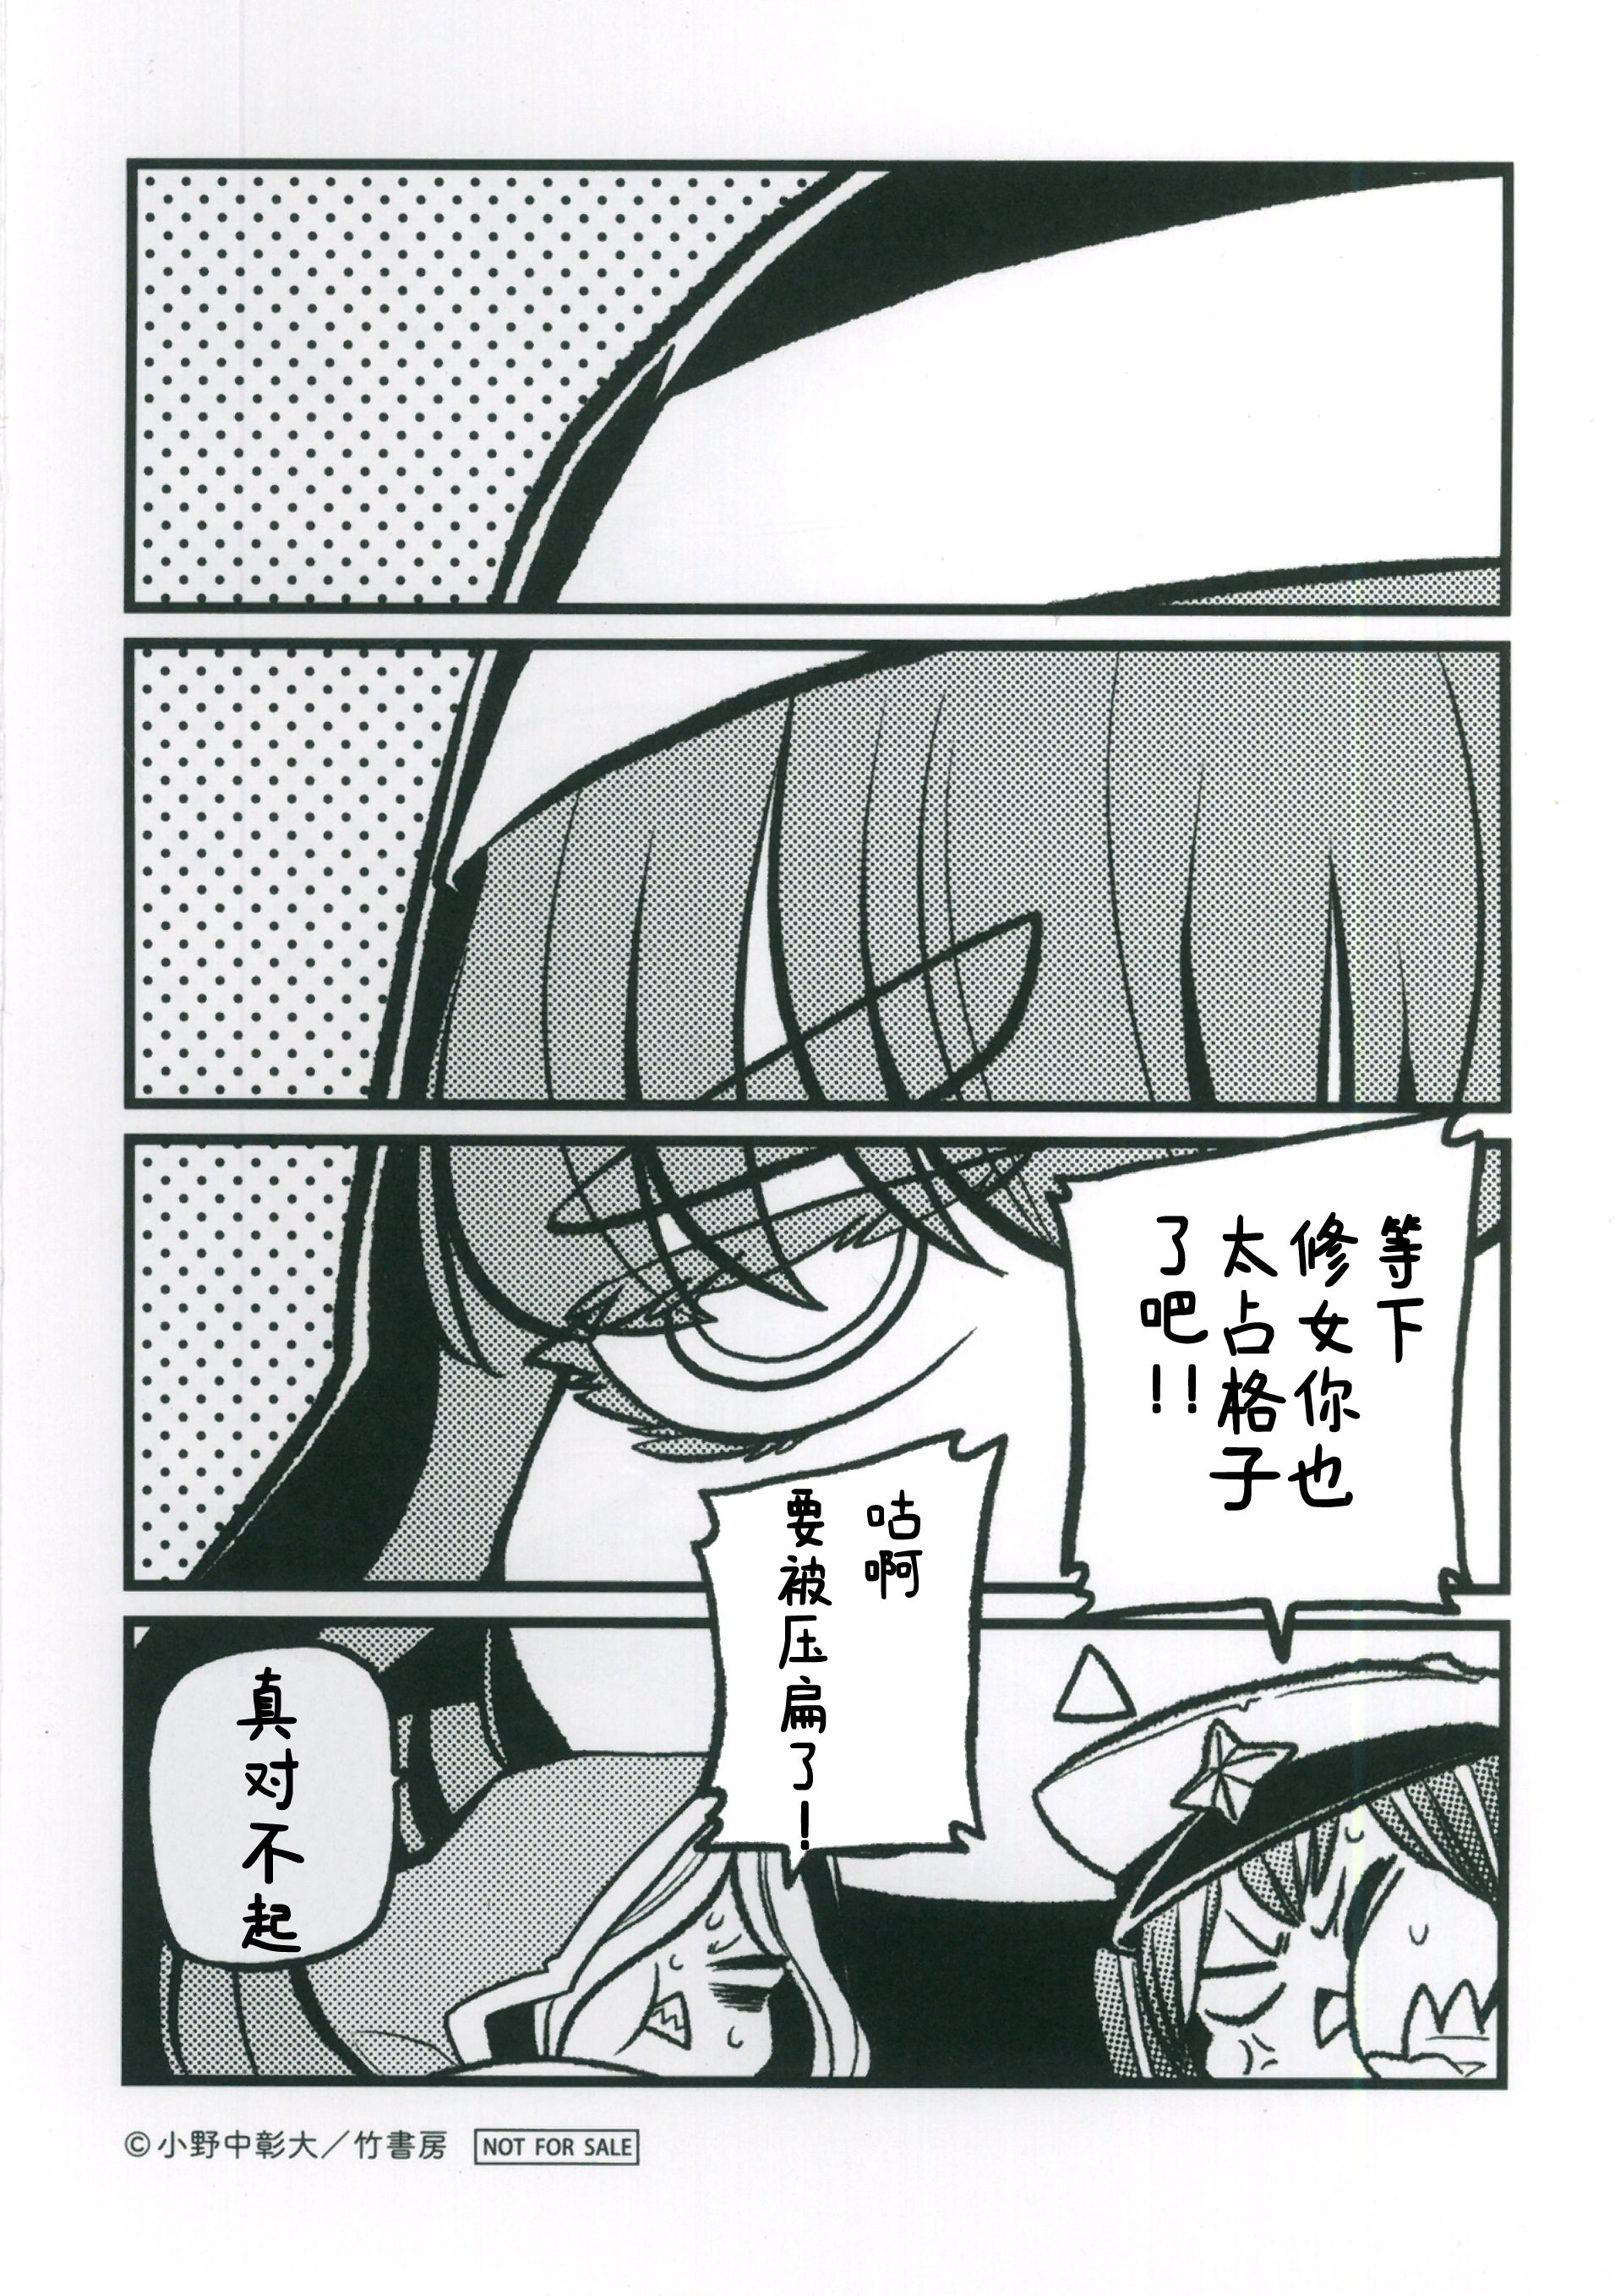 等下
修女你也
太占格子
了吧!!
咕啊
要被压扁了!
真对不起
©小野中彰大／竹書房
NOT FOR SALE